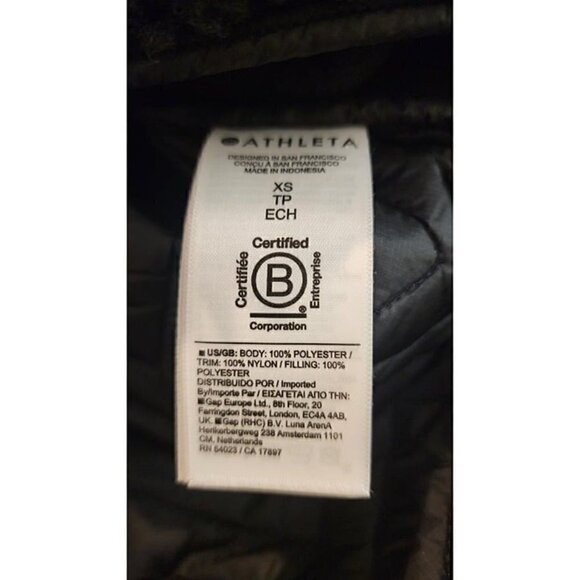 ATHLETA
DESIGNED IN SAN FRANCISCO
CONÇU À SAN FRANCISCO
MADE IN INDONESIA
XS
TP
ECH
Certified
Certifiée
B
Entreprise
®
Corporation
US/GB: BODY: 100% POLYESTER /
TRIM: 100% NYLON / FILLING: 100%
POLYESTER
DISTRIBUIDO POR / Imported
By/Importe Par / ΕΙΣΑΓΕΤΑΙ ΑΠΟ ΤΗΝ:
Gap Europe Ltd., 8th Floor, 20
Farringdon Street, London, EC4A 4AB,
UK. Gap (RHC) B.V. Luna ArenA
Herikerbergweg 238 Amsterdam 1101
CM, Netherlands
RN 54023 / CA 17897